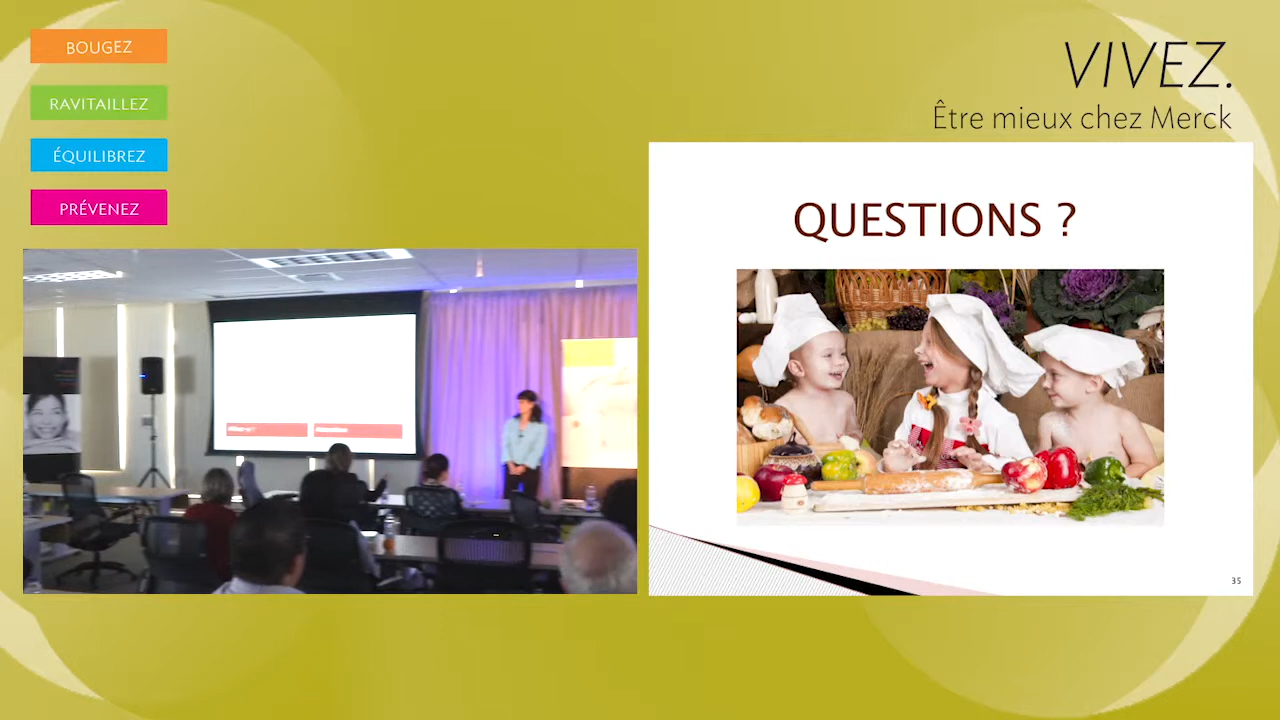 BOUGEZ
RAVITAILLEZ
ÉQUILIBREZ
PRÉVENEZ
VIVEZ.
Être mieux chez Merck
QUESTIONS ?
35